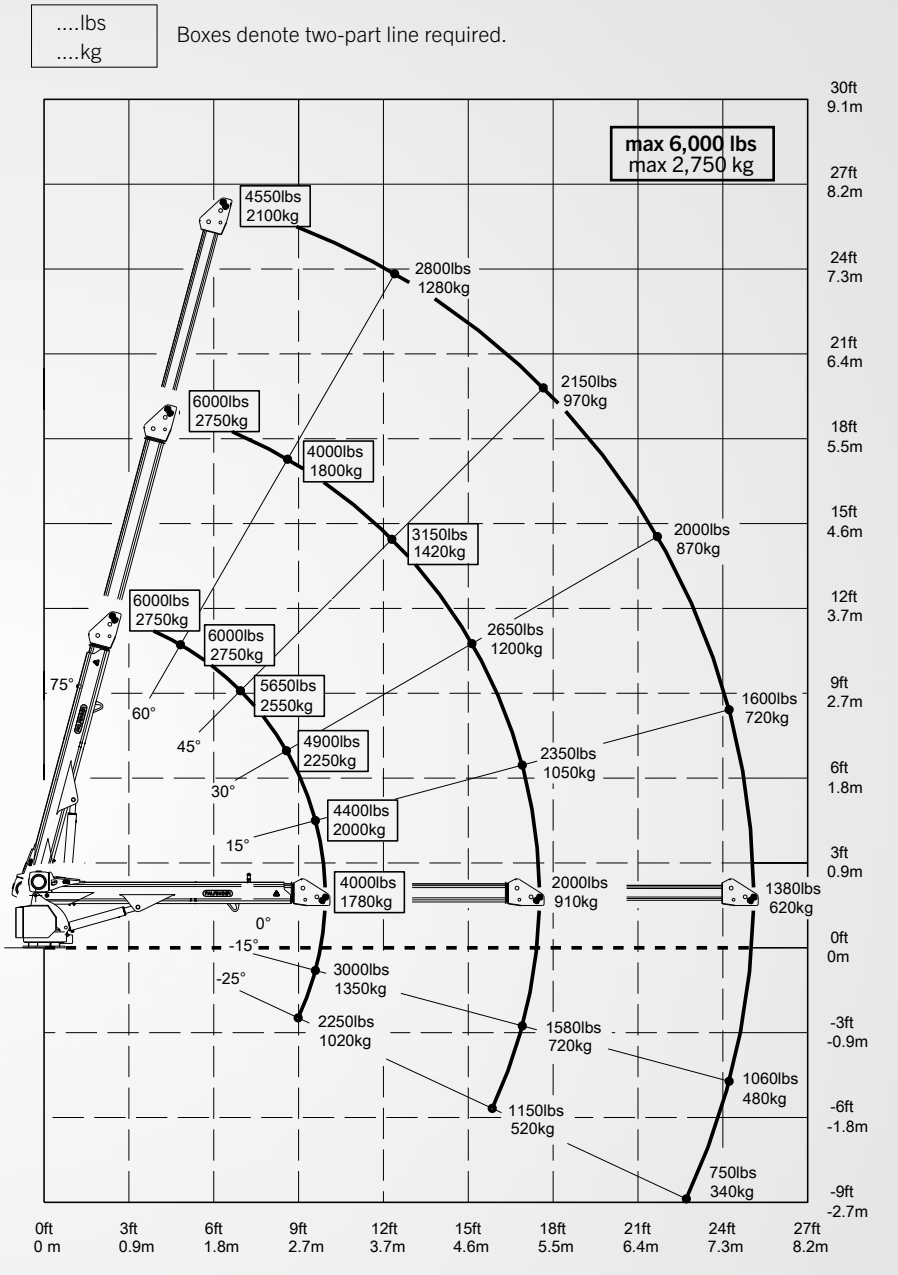 ....lbs
....kg
Boxes denote two-part line required.
30ft
9.1m
max 6,000 lbs
max 2,750 kg
27ft
8.2m
4550lbs
2100kg
24ft
7.3m
2800lbs
1280kg
21ft
6.4m
2150lbs
970kg
6000lbs
2750kg
18ft
5.5m
4000lbs
1800kg
15ft
4.6m
3150lbs
1420kg
2000lbs
870kg
12ft
3.7m
6000lbs
2750kg
6000lbs
2750kg
2650lbs
1200kg
75°
60°
5650lbs
2550kg
9ft
2.7m
1600lbs
720kg
45°
4900lbs
2250kg
2350lbs
1050kg
6ft
1.8m
30°
4400lbs
2000kg
15°
3ft
0.9m
4000lbs
1780kg
2000lbs
910kg
1380lbs
620kg
0°
0ft
0m
-15°
-25°
3000lbs
1350kg
2250lbs
1020kg
1580lbs
720kg
-3ft
-0.9m
1060lbs
480kg
1150lbs
520kg
-6ft
-1.8m
750lbs
340kg
-9ft
-2.7m
0ft 3ft 6ft 9ft 12ft 15ft 18ft 21ft 24ft 27ft
0 m 0.9m 1.8m 2.7m 3.7m 4.6m 5.5m 6.4m 7.3m 8.2m